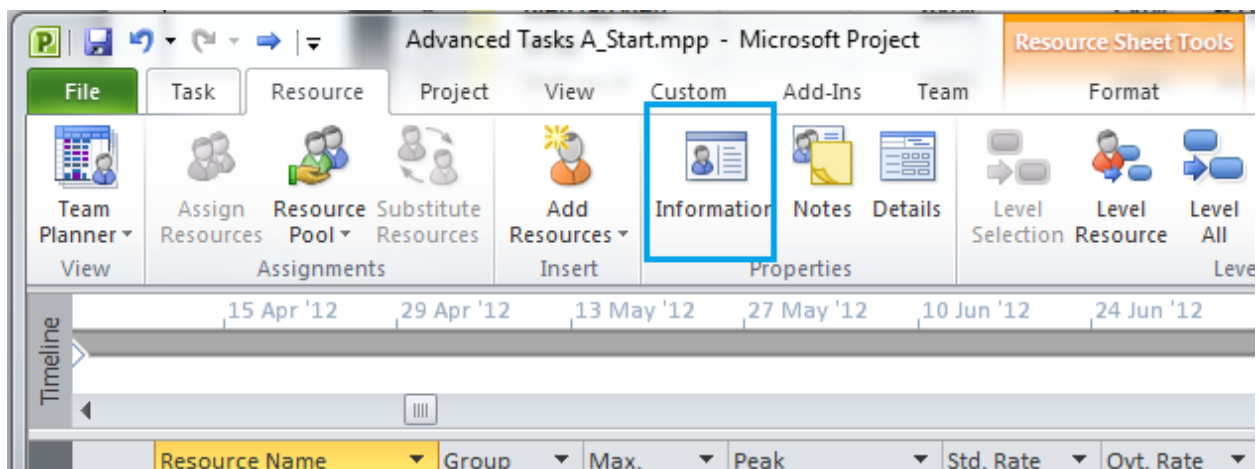 Advanced Tasks A_Start.mpp - Microsoft Project
Resource Sheet Tools
File Task Resource Project View Custom Add-Ins Team Format
Team Planner
Assign Resources
Resource Pool
Substitute Resources
Add Resources
Information
Notes
Details
Level Selection
Level Resource
Level All
View Assignments Insert Properties Leve
15 Apr '12 29 Apr '12 13 May '12 27 May '12 10 Jun '12 24 Jun '12
Timeline
Resource Name Group Max. Peak Std. Rate Ovt. Rate